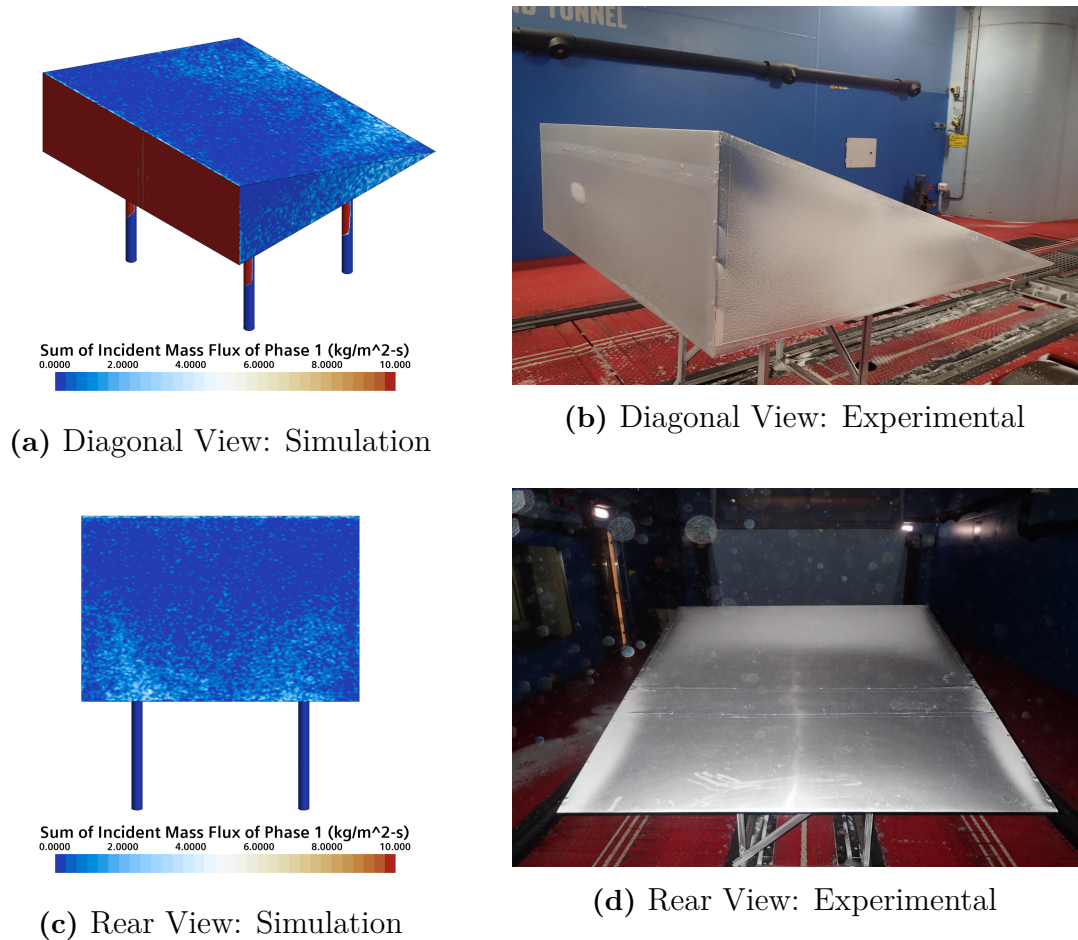 ND TUNNEL
Sum of Incident Mass Flux of Phase 1 (kg/m^2-s)
0.0000 2.0000 4.0000 6.0000 8.0000 10.000
(a) Diagonal View: Simulation
(b) Diagonal View: Experimental
Sum of Incident Mass Flux of Phase 1 (kg/m^2-s)
0.0000 2.0000 4.0000 6.0000 8.0000 10.000
(c) Rear View: Simulation
(d) Rear View: Experimental